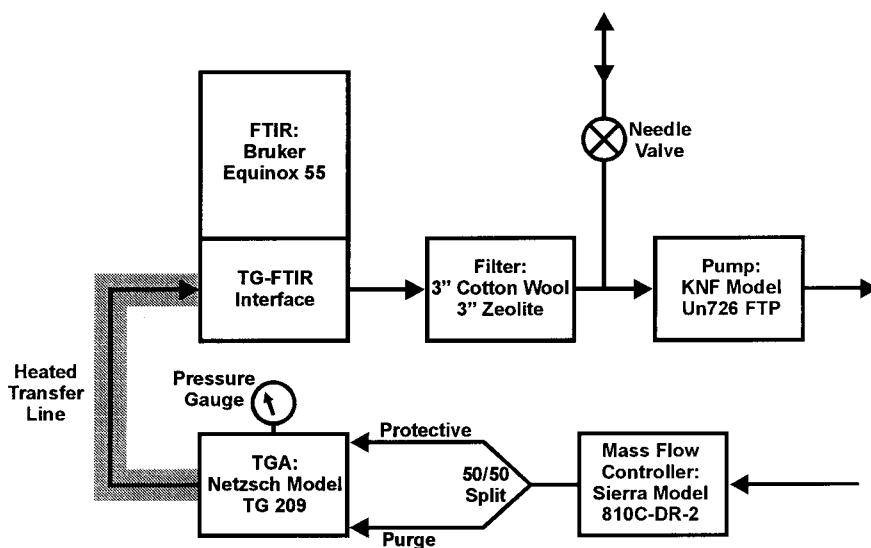 FTIR:
Bruker
Equinox 55
Needle
Valve
TG-FTIR
Interface
Filter:
3" Cotton Wool
3" Zeolite
Pump:
KNF Model
Un726 FTP
Heated
Transfer
Line
Pressure
Gauge
Protective
TGA:
Netzsch Model
TG 209
50/50
Split
Purge
Mass Flow
Controller:
Sierra Model
810C-DR-2